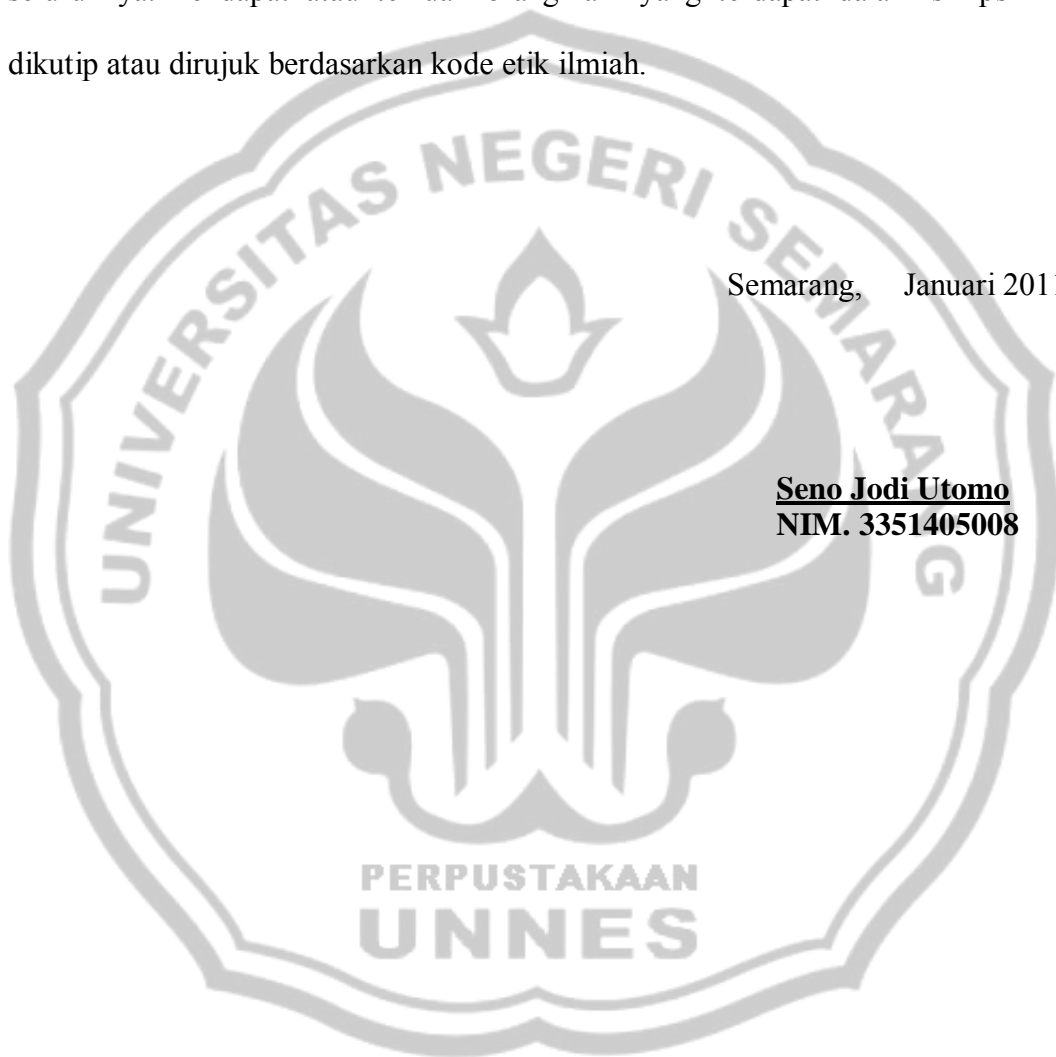 dikutip atau dirujuk berdasarkan kode etik ilmiah.
UNIVERSITAS NEGERI SEMARANG
Semarang, Januari 2011
Seno Jodi Utomo
NIM. 3351405008
PERPUSTAKAAN
UNNES